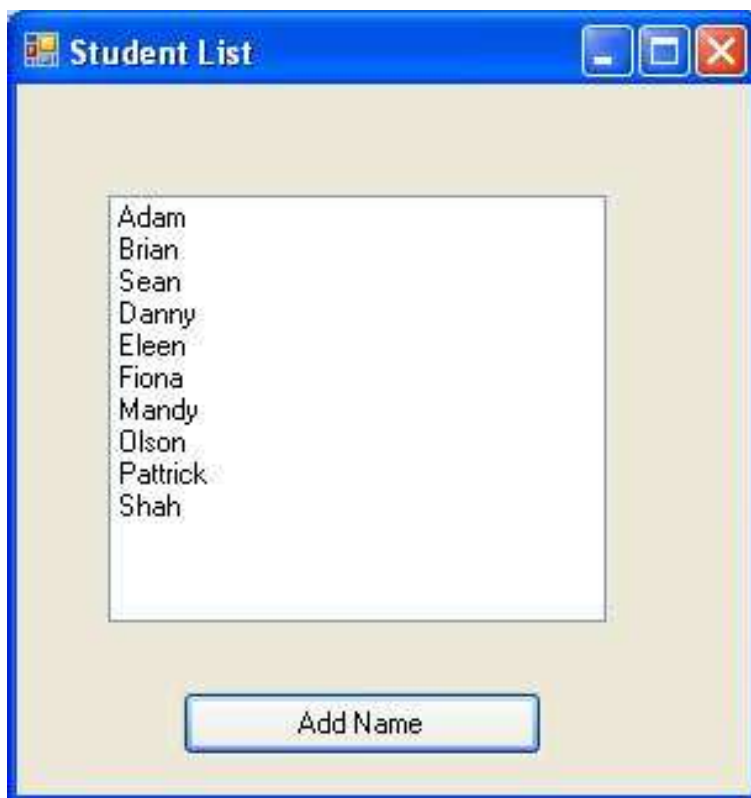 Student List
Adam
Brian
Sean
Danny
Eleen
Fiona
Mandy
Olson
Pattrick
Shah
Add Name